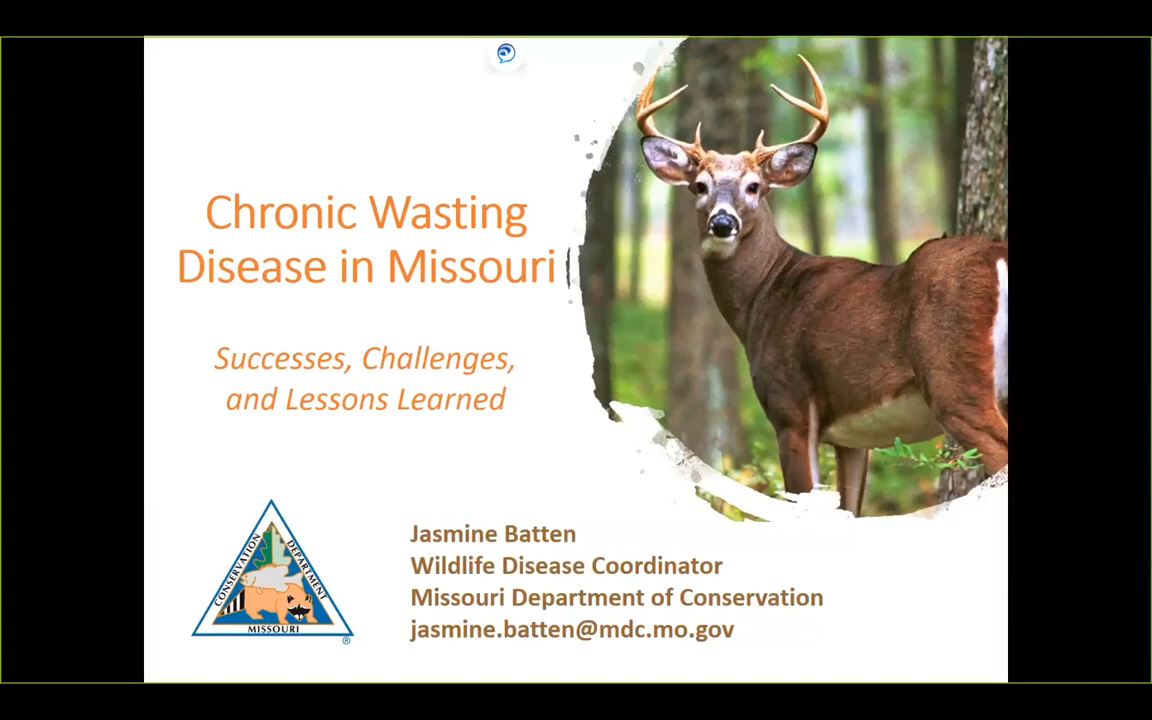 Chronic Wasting
Disease in Missouri
Successes, Challenges,
and Lessons Learned
CONSERVATION DEPARTMENT
MISSOURI
®
Jasmine Batten
Wildlife Disease Coordinator
Missouri Department of Conservation
jasmine.batten@mdc.mo.gov